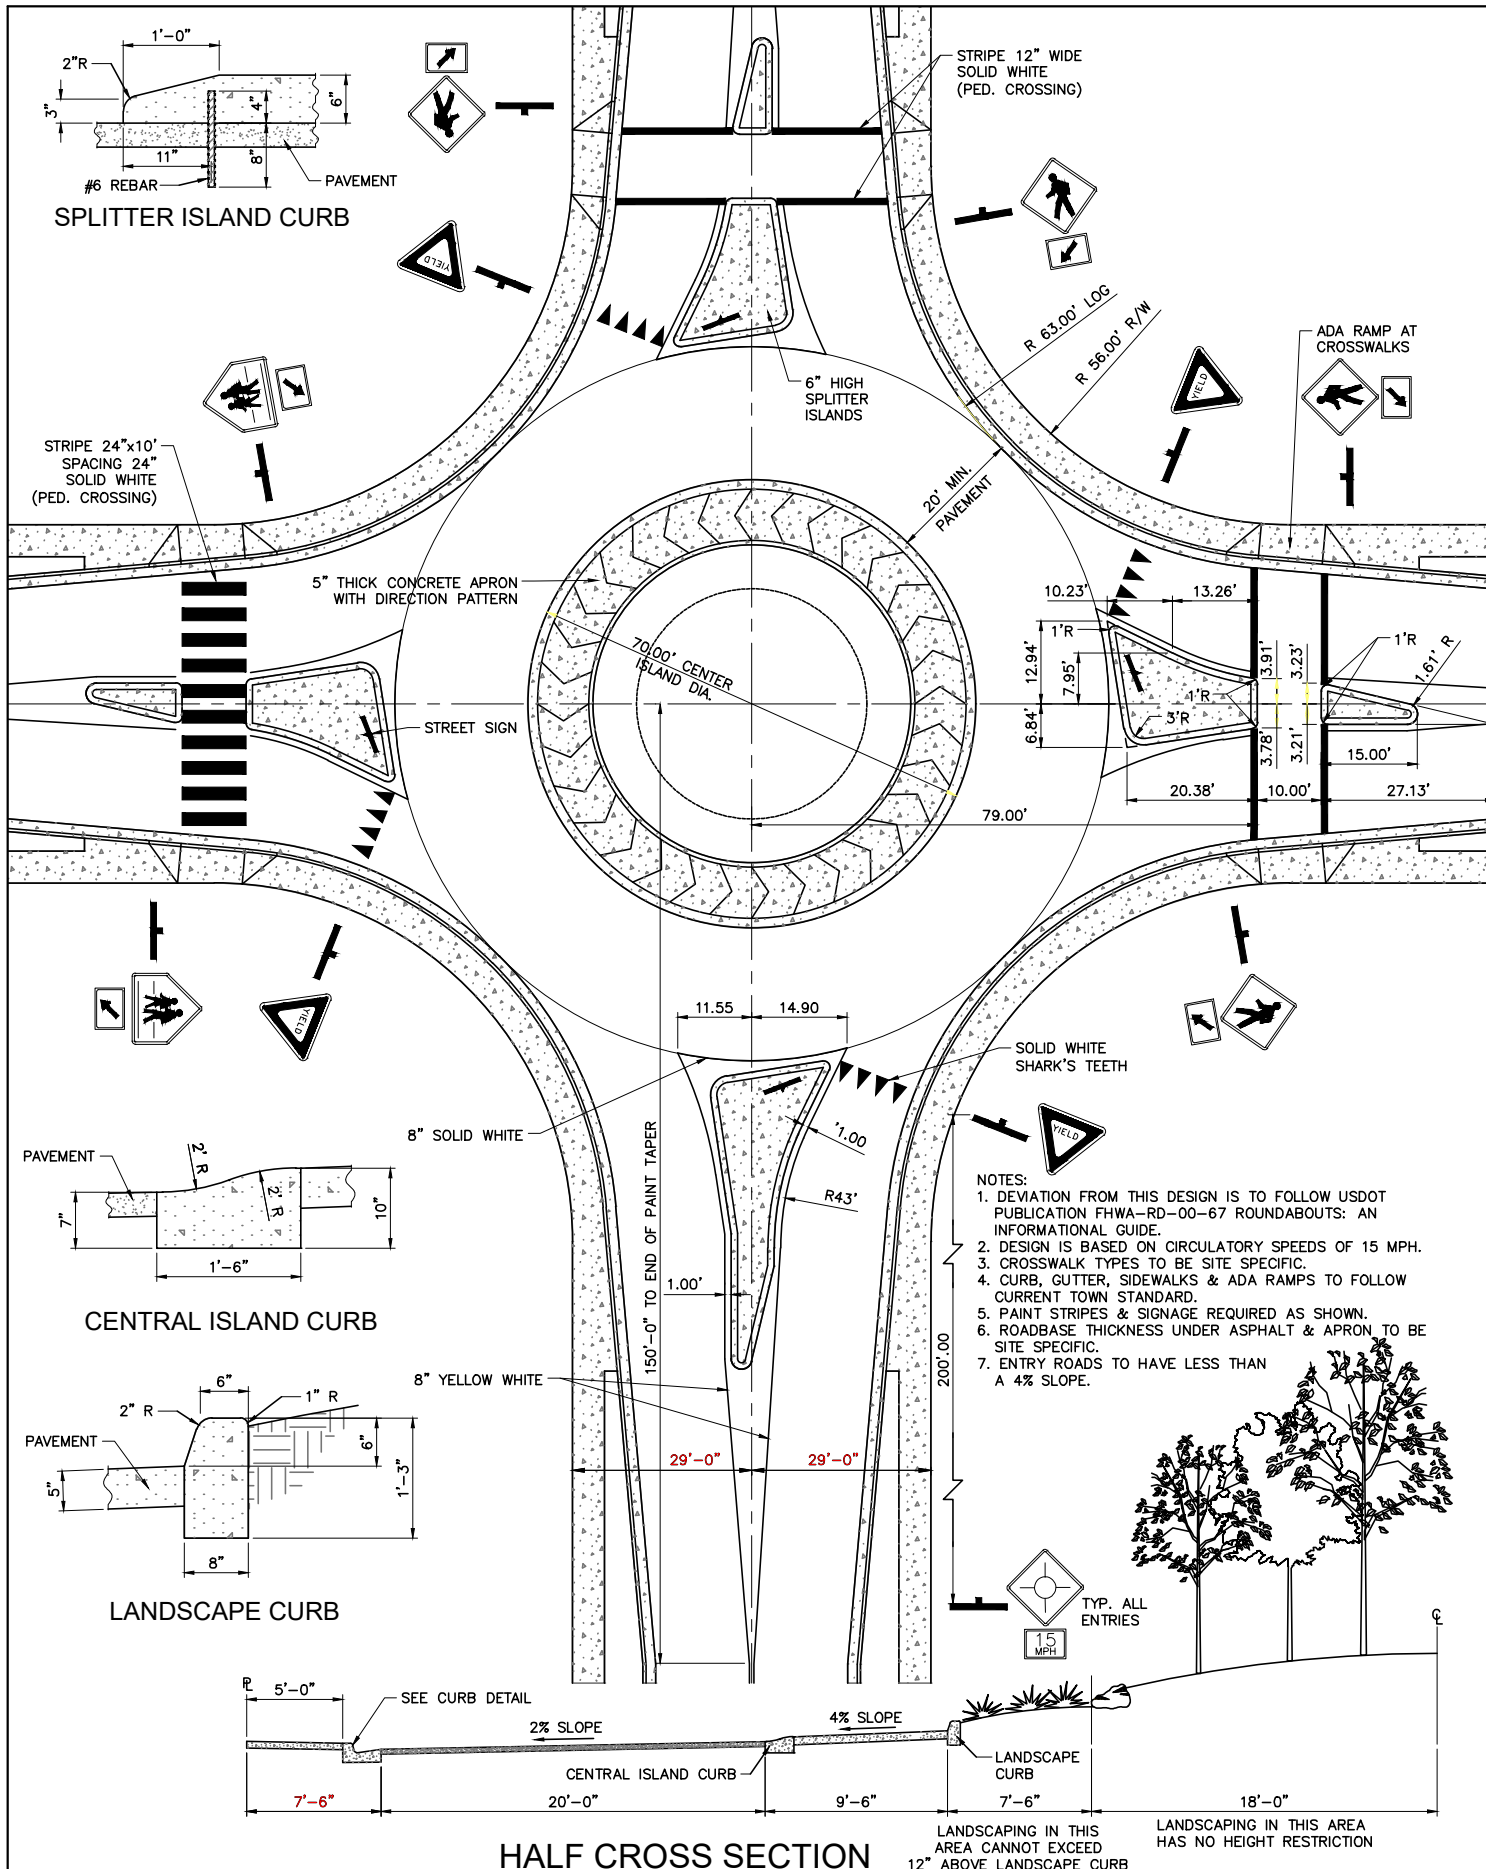 1'-0"
2"R
3"
4"
6"
11"
8"
#6 REBAR
PAVEMENT
SPLITTER ISLAND CURB
STRIPE 12" WIDE
SOLID WHITE
(PED. CROSSING)
YIELD
R 63.00' LOG
R 56.00' R/W
ADA RAMP AT
CROSSWALKS
6" HIGH
SPLITTER
ISLANDS
YIELD
STRIPE 24"x10'
SPACING 24"
SOLID WHITE
(PED. CROSSING)
20' MIN.
PAVEMENT
5" THICK CONCRETE APRON
WITH DIRECTION PATTERN
70.00' CENTER
ISLAND DIA.
STREET SIGN
10.23'
13.26'
1'R
12.94'
7.95'
6.84'
1'R
3'R
3.91'
3.23'
3.78'
3.21'
1'R
1.61' R
15.00'
20.38'
10.00'
27.13'
79.00'
YIELD
11.55
14.90
SOLID WHITE
SHARK'S TEETH
8" SOLID WHITE
'1.00
YIELD
R43'
150'-0" TO END OF PAINT TAPER
1.00'
8" YELLOW WHITE
29'-0"
29'-0"
200'.00
PAVEMENT
2' R
2' R
7"
10"
1'-6"
CENTRAL ISLAND CURB
6"
1" R
2" R
PAVEMENT
6"
5"
1'-3"
8"
LANDSCAPE CURB
NOTES:
1. DEVIATION FROM THIS DESIGN IS TO FOLLOW USDOT
PUBLICATION FHWA-RD-00-67 ROUNDABOUTS: AN
INFORMATIONAL GUIDE.
2. DESIGN IS BASED ON CIRCULATORY SPEEDS OF 15 MPH.
3. CROSSWALK TYPES TO BE SITE SPECIFIC.
4. CURB, GUTTER, SIDEWALKS & ADA RAMPS TO FOLLOW
CURRENT TOWN STANDARD.
5. PAINT STRIPES & SIGNAGE REQUIRED AS SHOWN.
6. ROADBASE THICKNESS UNDER ASPHALT & APRON TO BE
SITE SPECIFIC.
7. ENTRY ROADS TO HAVE LESS THAN
A 4% SLOPE.
TYP. ALL
ENTRIES
15
MPH
℄
PL
5'-0"
SEE CURB DETAIL
2% SLOPE
4% SLOPE
CENTRAL ISLAND CURB
LANDSCAPE
CURB
7'-6"
20'-0"
9'-6"
7'-6"
18'-0"
LANDSCAPING IN THIS
AREA CANNOT EXCEED
12" ABOVE LANDSCAPE CURB
LANDSCAPING IN THIS AREA
HAS NO HEIGHT RESTRICTION
HALF CROSS SECTION